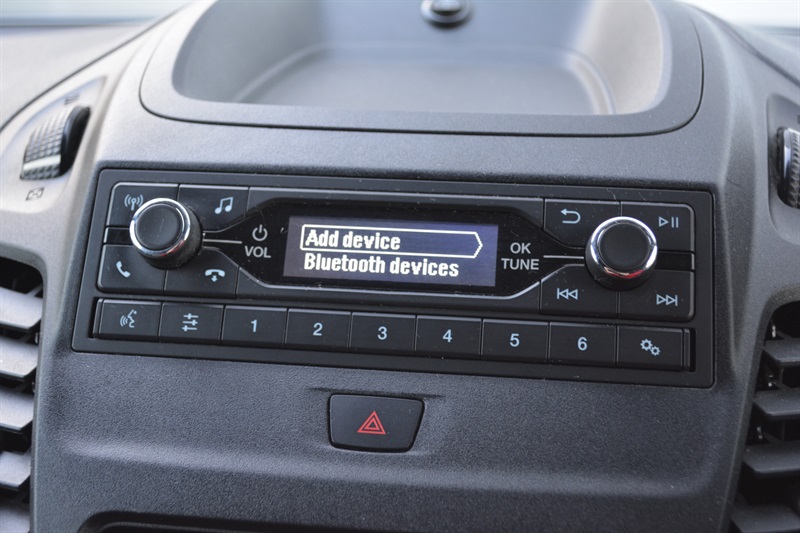 Add device
Bluetooth devices
VOL
OK
TUNE
1 2 3 4 5 6